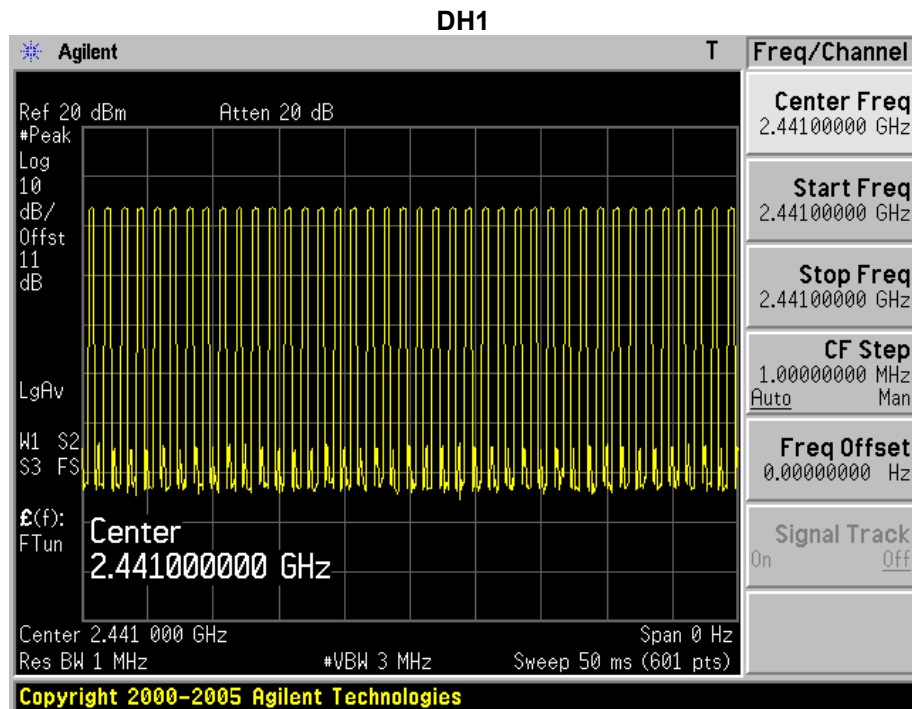 DH1
Agilent T Freq/Channel
Ref 20 dBm Atten 20 dB
#Peak
Log
10
dB/
Offst
11
dB
LgAv
W1 S2
S3 FS
£(f):
FTun
Center
2.441000000 GHz
Center 2.441 000 GHz Span 0 Hz
Res BW 1 MHz #VBW 3 MHz Sweep 50 ms (601 pts)
Center Freq
2.44100000 GHz
Start Freq
2.44100000 GHz
Stop Freq
2.44100000 GHz
CF Step
1.00000000 MHz
Auto Man
Freq Offset
0.00000000 Hz
Signal Track
On Off
Copyright 2000-2005 Agilent Technologies